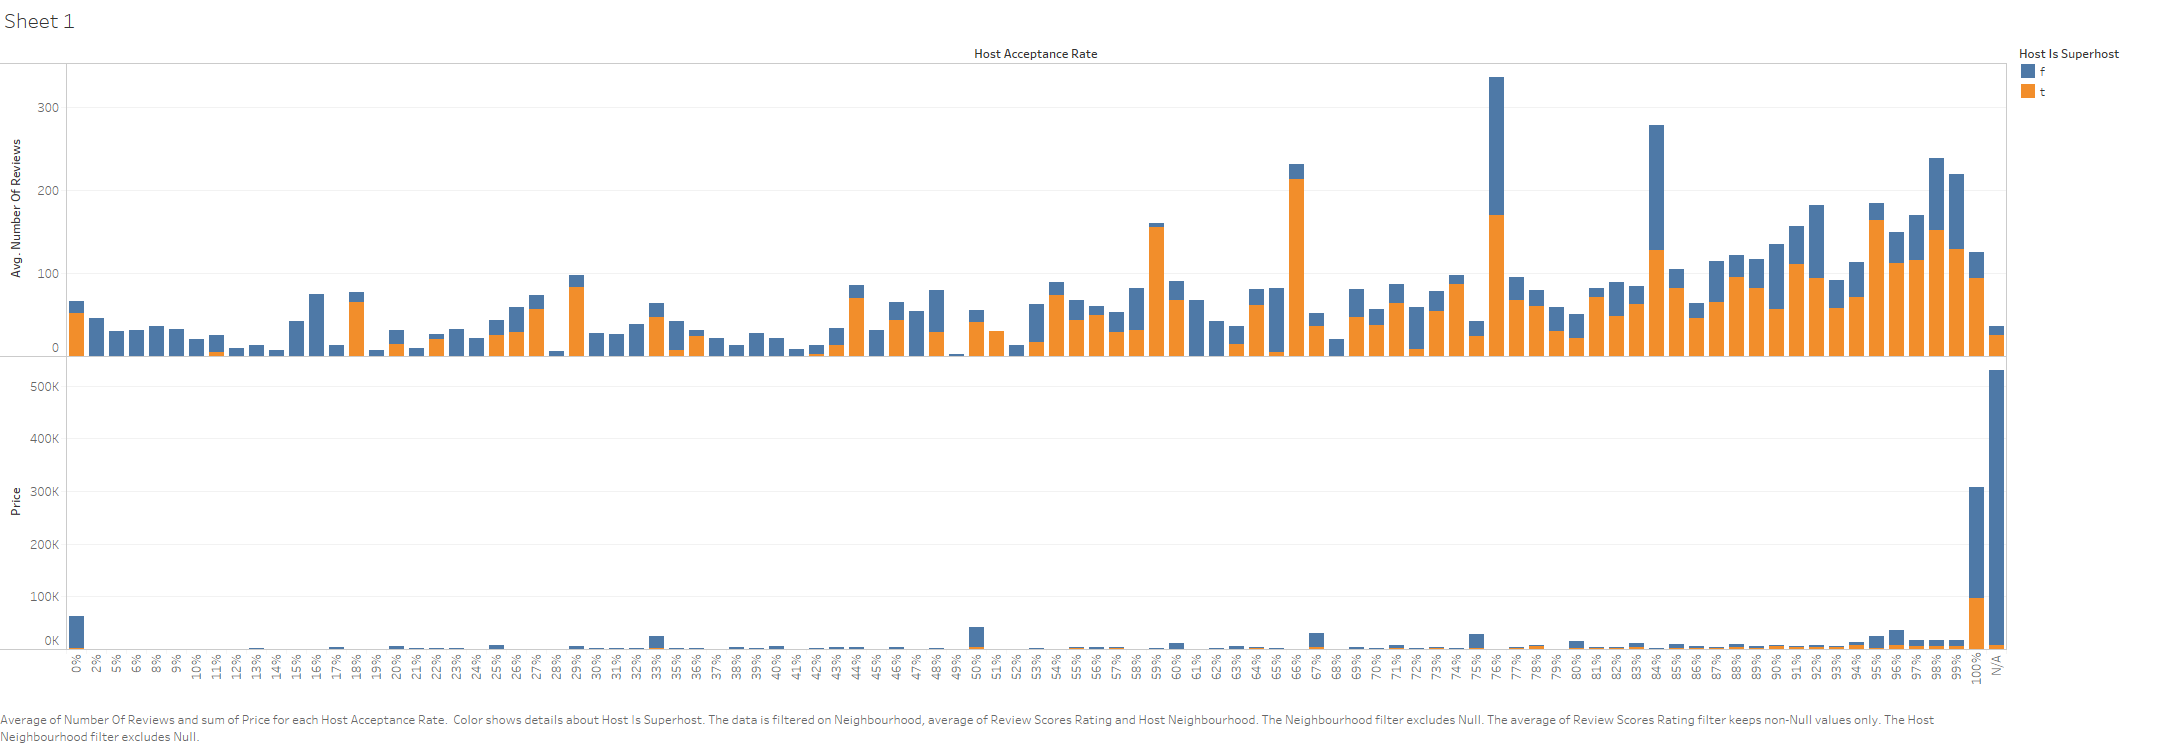 Sheet 1
Host Acceptance Rate
Host Is Superhost
f
t
Avg. Number Of Reviews
300
200
100
0
Price
500K
400K
300K
200K
100K
0K
0% 2% 5% 6% 8% 9% 10% 11% 12% 13% 14% 15% 16% 17% 18% 19% 20% 21% 22% 23% 24% 25% 26% 27% 28% 29% 30% 31% 32% 33% 35% 36% 37% 38% 39% 40% 41% 42% 43% 44% 45% 46% 47% 48% 49% 50% 51% 52% 53% 54% 55% 56% 57% 58% 59% 60% 61% 62% 63% 64% 65% 66% 67% 68% 69% 70% 71% 72% 73% 74% 75% 76% 77% 78% 79% 80% 81% 82% 83% 84% 85% 86% 87% 88% 89% 90% 91% 92% 93% 94% 95% 96% 97% 98% 99% 100% N/A
Average of Number Of Reviews and sum of Price for each Host Acceptance Rate. Color shows details about Host Is Superhost. The data is filtered on Neighbourhood, average of Review Scores Rating and Host Neighbourhood. The Neighbourhood filter excludes Null. The average of Review Scores Rating filter keeps non-Null values only. The Host
Neighbourhood filter excludes Null.